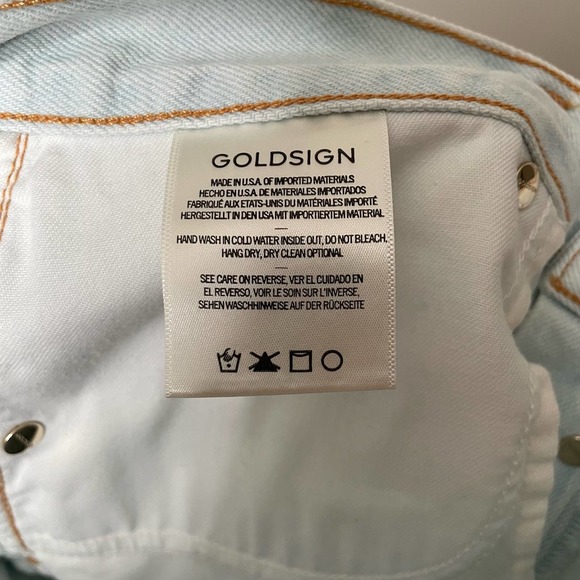 GOLDSIGN
MADE IN U.S.A. OF IMPORTED MATERIALS
HECHO EN U.S.A. DE MATERIALES IMPORTADOS
FABRIQUÉ AUX ETATS-UNIS DU MATÉRIALES IMPORTÉ
HERGESTELLT IN DEN USA MIT IMPORTIERTEM MATERIAL
HAND WASH IN COLD WATER INSIDE OUT, DO NOT BLEACH.
HANG DRY, DRY CLEAN OPTIONAL
SEE CARE ON REVERSE, VER EL CUIDADO EN
EL REVERSO, VOIR LE SOIN SUR L'INVERSE,
SEHEN WASCHHINWEISE AUF DER RÜCKSEITE